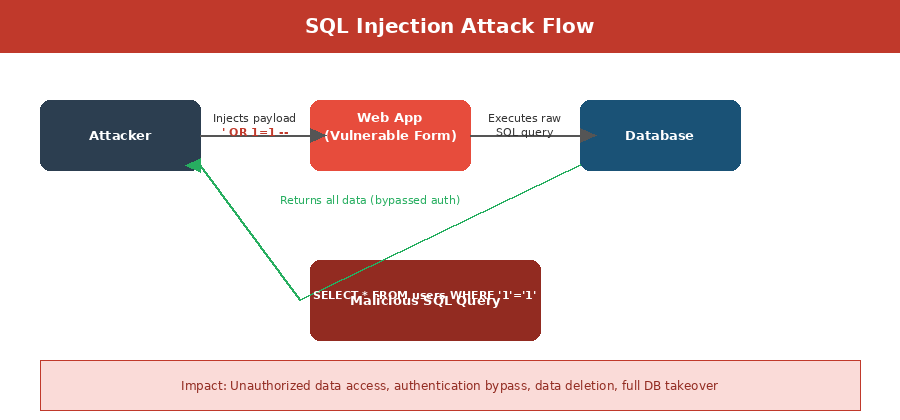 SQL Injection Attack Flow
Attacker
Injects payload
' OR 1=1 --
Web App
(Vulnerable Form)
Executes raw
SQL query
Database
Returns all data (bypassed auth)
SELECT * FROM users WHERE '1'='1'
Malicious SQL Query
Impact: Unauthorized data access, authentication bypass, data deletion, full DB takeover